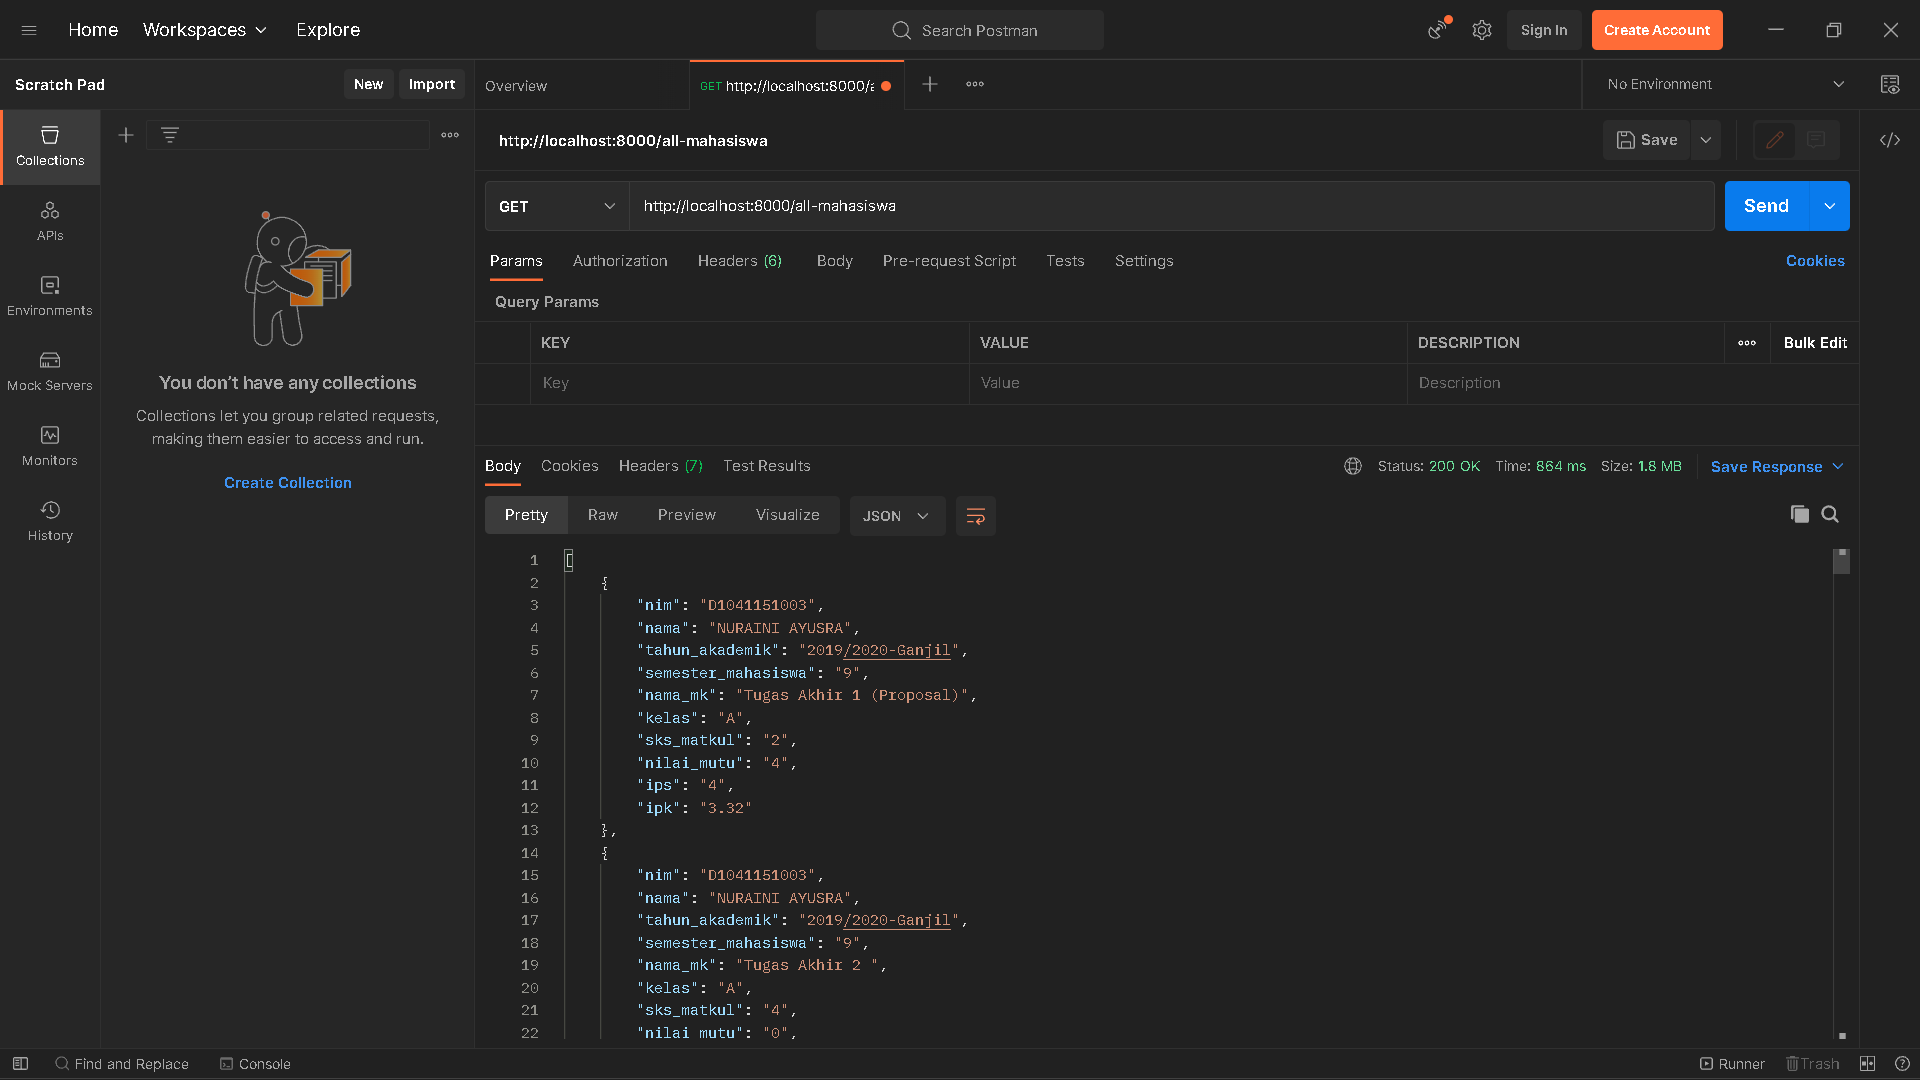 Home Workspaces Explore Search Postman Sign In Create Account
Scratch Pad New Import Overview GET http://localhost:8000/a No Environment
Collections
APIs
Environments
Mock Servers
Monitors
History
You don't have any collections
Collections let you group related requests,
making them easier to access and run.
Create Collection
http://localhost:8000/all-mahasiswa Save
GET http://localhost:8000/all-mahasiswa Send
Params Authorization Headers (6) Body Pre-request Script Tests Settings Cookies
Query Params
KEY VALUE DESCRIPTION Bulk Edit
Key Value Description
Body Cookies Headers (7) Test Results Status: 200 OK Time: 864 ms Size: 1.8 MB Save Response
Pretty Raw Preview Visualize JSON
1 [
2 {
3 "nim": "D1041151003",
4 "nama": "NURAINI AYUSRA",
5 "tahun_akademik": "2019/2020-Ganjil",
6 "semester_mahasiswa": "9",
7 "nama_mk": "Tugas Akhir 1 (Proposal)",
8 "kelas": "A",
9 "sks_matkul": "2",
10 "nilai_mutu": "4",
11 "ips": "4",
12 "ipk": "3.32"
13 },
14 {
15 "nim": "D1041151003",
16 "nama": "NURAINI AYUSRA",
17 "tahun_akademik": "2019/2020-Ganjil",
18 "semester_mahasiswa": "9",
19 "nama_mk": "Tugas Akhir 2 ",
20 "kelas": "A",
21 "sks_matkul": "4",
22 "nilai_mutu": "0",
Find and Replace Console Runner Trash